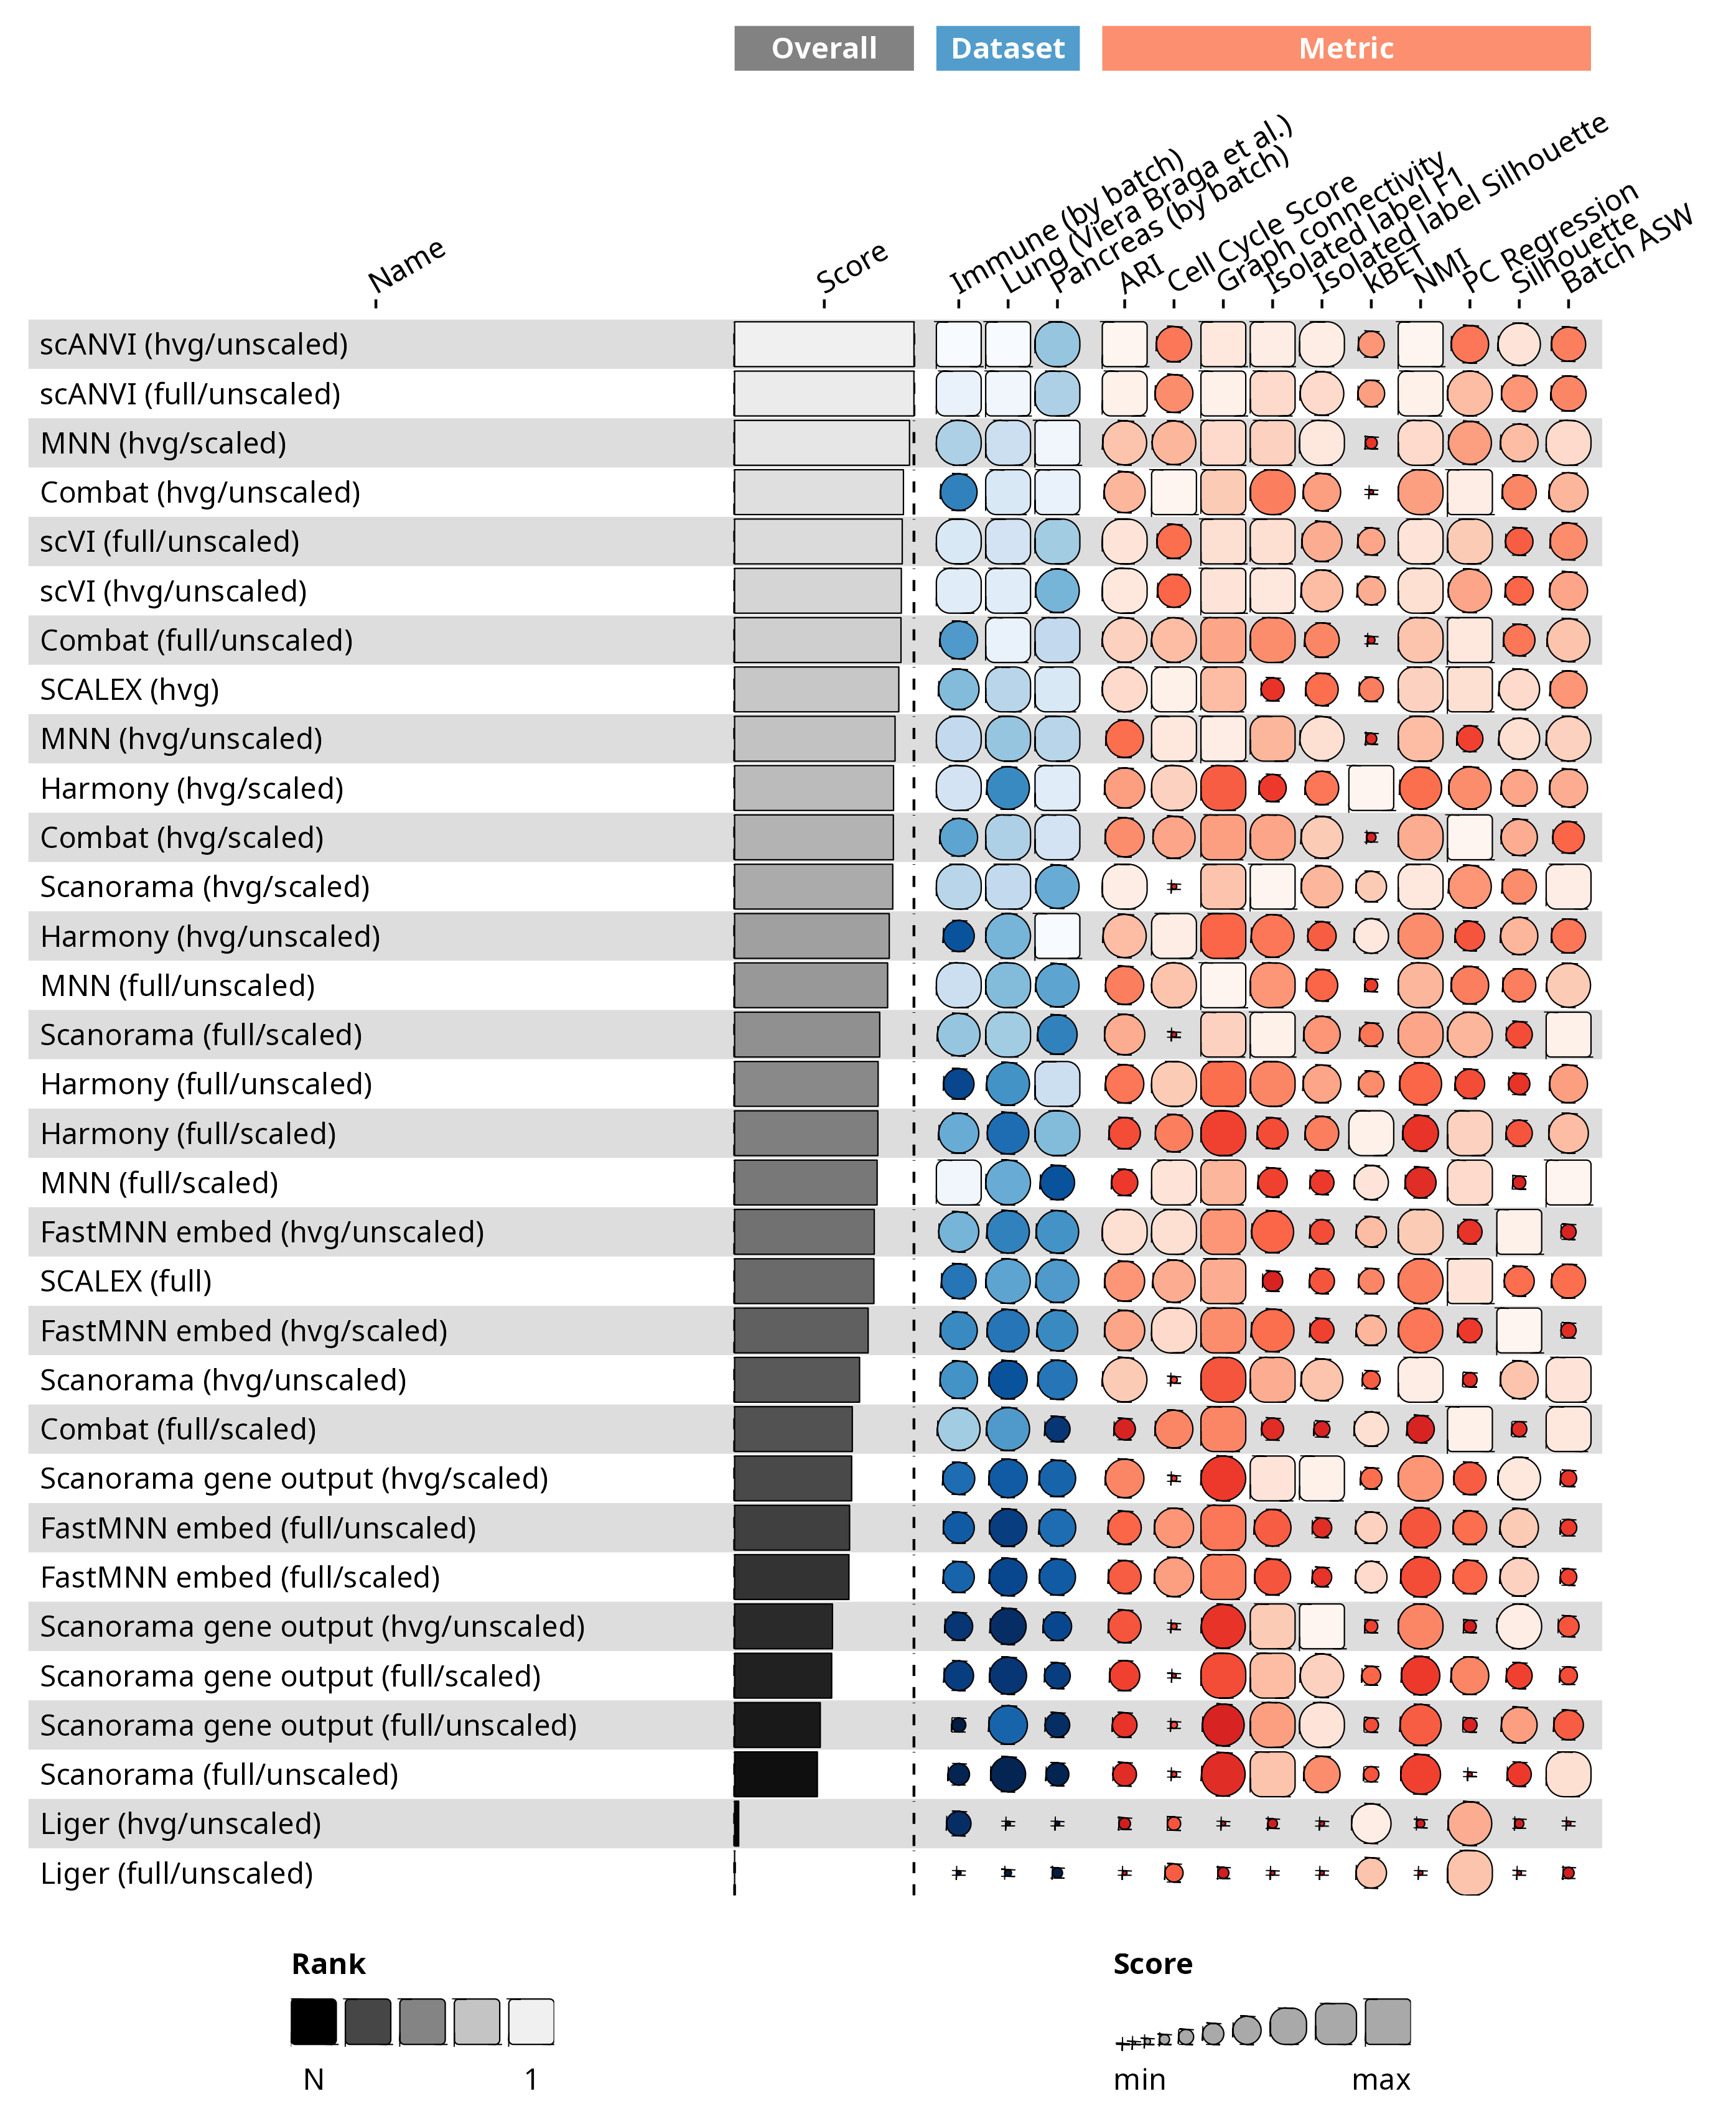 Overall Dataset Metric
Name Score Immune (by batch) Lung (Viera Braga et al.) Pancreas (by batch) ARI Cell Cycle Score Graph connectivity Isolated label F1 Isolated label Silhouette kBET NMI PC Regression Silhouette Batch ASW
scANVI (hvg/unscaled)
scANVI (full/unscaled)
MNN (hvg/scaled)
Combat (hvg/unscaled)
scVI (full/unscaled)
scVI (hvg/unscaled)
Combat (full/unscaled)
SCALEX (hvg)
MNN (hvg/unscaled)
Harmony (hvg/scaled)
Combat (hvg/scaled)
Scanorama (hvg/scaled)
Harmony (hvg/unscaled)
MNN (full/unscaled)
Scanorama (full/scaled)
Harmony (full/unscaled)
Harmony (full/scaled)
MNN (full/scaled)
FastMNN embed (hvg/unscaled)
SCALEX (full)
FastMNN embed (hvg/scaled)
Scanorama (hvg/unscaled)
Combat (full/scaled)
Scanorama gene output (hvg/scaled)
FastMNN embed (full/unscaled)
FastMNN embed (full/scaled)
Scanorama gene output (hvg/unscaled)
Scanorama gene output (full/scaled)
Scanorama gene output (full/unscaled)
Scanorama (full/unscaled)
Liger (hvg/unscaled)
Liger (full/unscaled)
Rank Score
N 1 min max